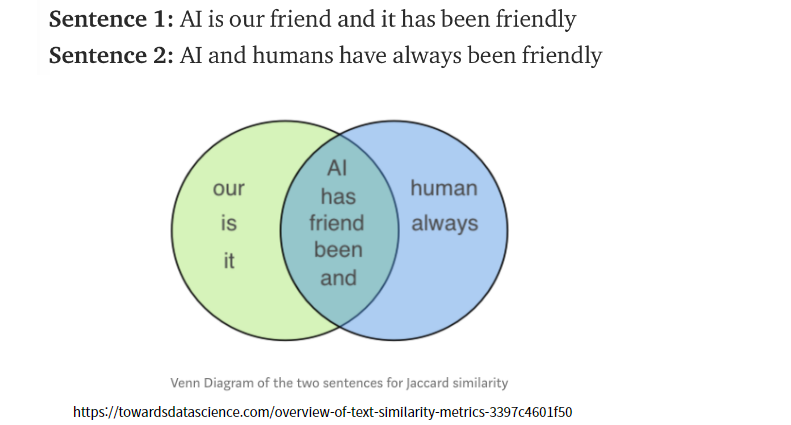 Sentence 1: AI is our friend and it has been friendly
Sentence 2: AI and humans have always been friendly
our
is
it
AI
has
friend
been
and
human
always
Venn Diagram of the two sentences for Jaccard similarity
https://towardsdatascience.com/overview-of-text-similarity-metrics-3397c4601f50